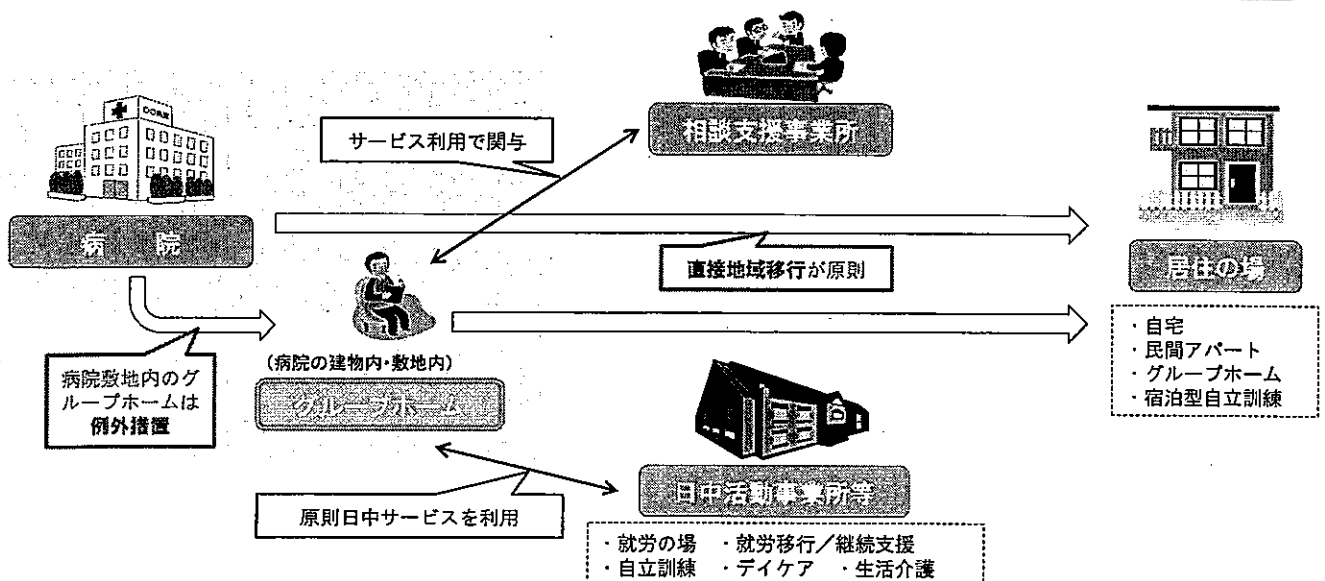 相談支援事業所
サービス利用で関与
病　院
直接地域移行が原則
居住の場
・自宅
・民間アパート
・グループホーム
・宿泊型自立訓練
病院敷地内のグ
ループホームは
例外措置
（病院の建物内・敷地内）
グループホーム
原則日中サービスを利用
日中活動事業所等
・就労の場　・就労移行／継続支援
・自立訓練　・デイケア　・生活介護